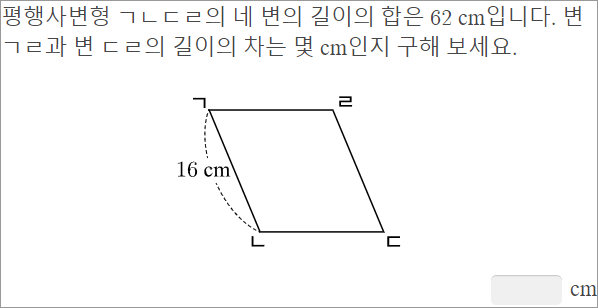 평행사변형 ㄱㄴㄷㄹ의 네 변의 길이의 합은 62 cm입니다. 변
ㄱㄹ과 변 ㄷㄹ의 길이의 차는 몇 cm인지 구해 보세요.
ㄱ ㄹ
16 cm
ㄴ ㄷ
cm